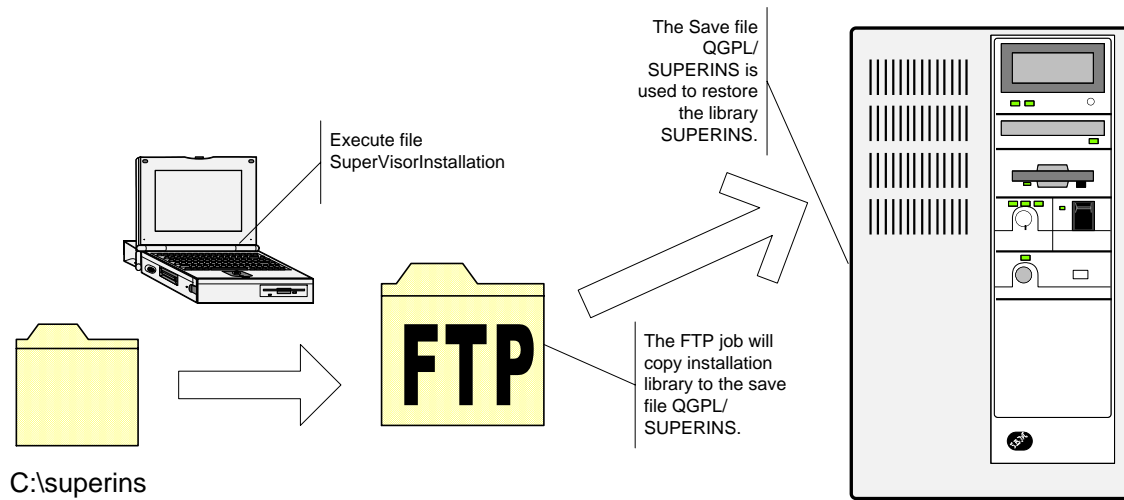 The Save file
QGPL/
SUPERINS is
used to restore
the library
SUPERINS.
Execute file
SuperVisorInstallation
FTP
The FTP job will
copy installation
library to the save
file QGPL/
SUPERINS.
C:\superins
IBM